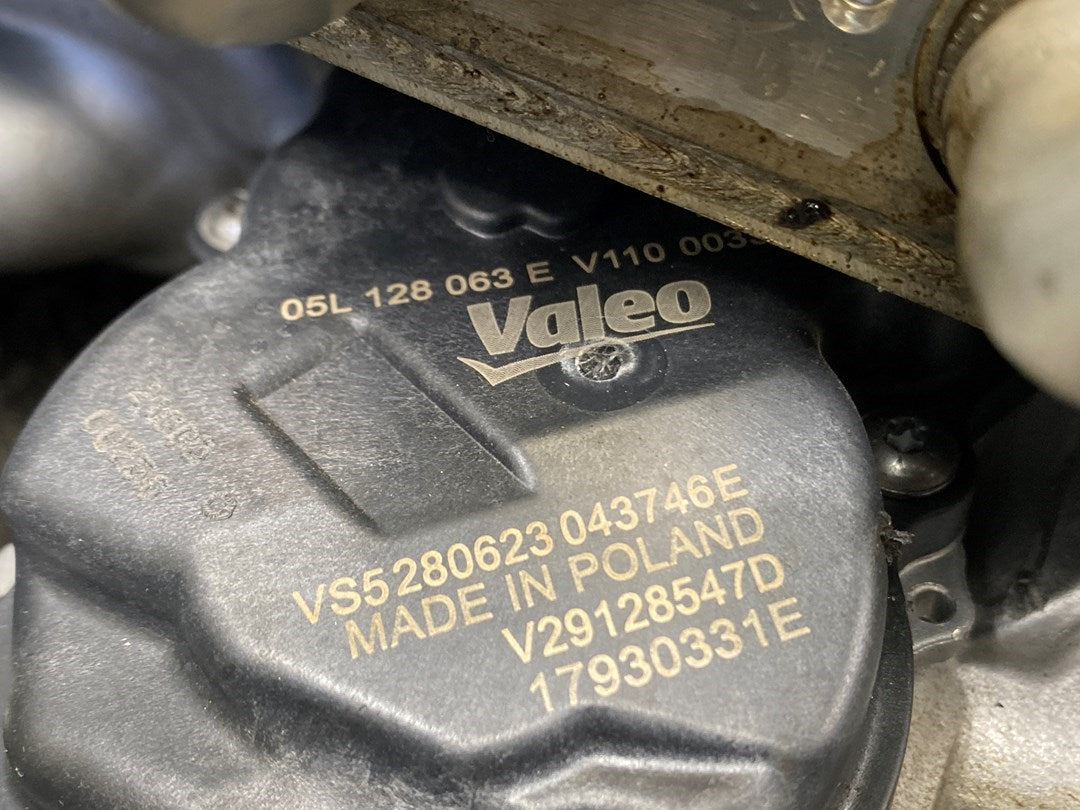 05L 128 063 E V110 003
Valeo
VS5280623 043746E
MADE IN POLAND
V29128547D
17930331E